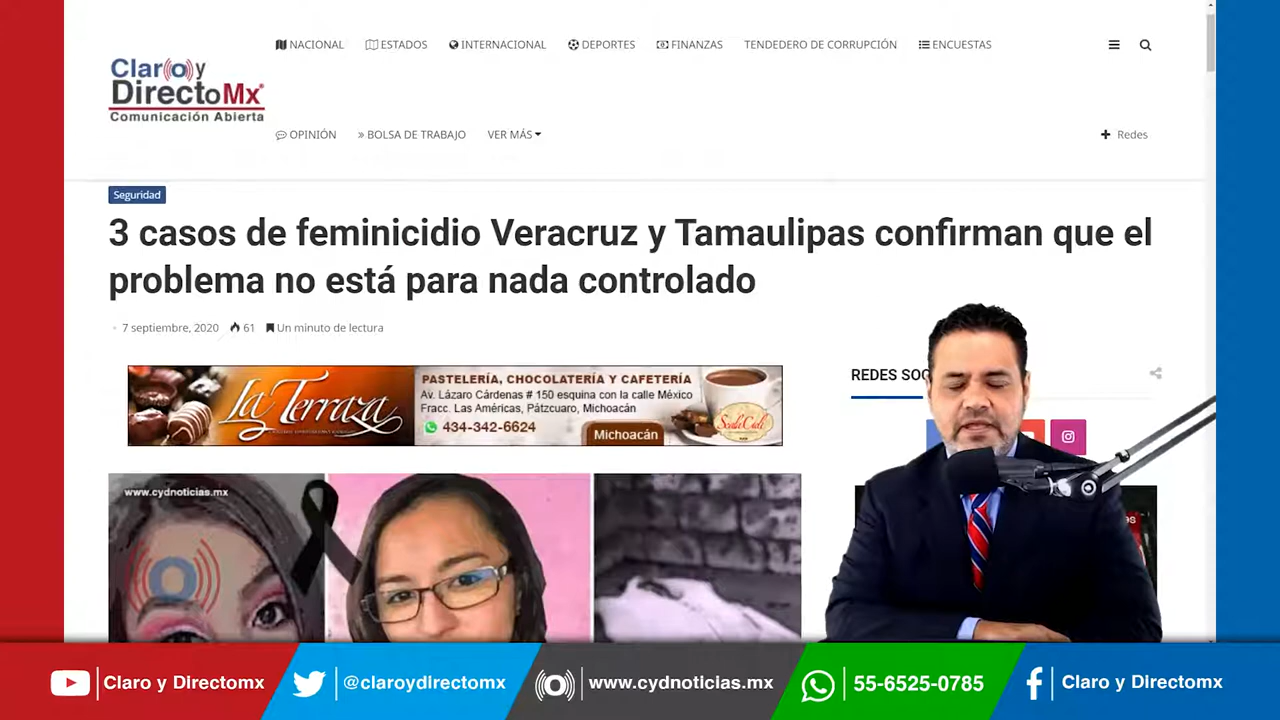 NACIONAL ESTADOS INTERNACIONAL DEPORTES FINANZAS TENDEDERO DE CORRUPCIÓN ENCUESTAS
Claro y
DirectoMx
Comunicación Abierta
OPINIÓN » BOLSA DE TRABAJO VER MÁS + Redes
Seguridad
3 casos de feminicidio Veracruz y Tamaulipas confirman que el
problema no está para nada controlado
7 septiembre, 2020 61 Un minuto de lectura
La Terraza
PASTELERÍA, CHOCOLATERÍA Y CAFETERÍA
Av. Lázaro Cárdenas # 150 esquina con la calle México
Fracc. Las Américas, Pátzcuaro, Michoacán
434-342-6624
Michoacán
REDES SOC
www.cydnoticias.mx
Claro y Directomx @claroydirectomx www.cydnoticias.mx 55-6525-0785 Claro y Directomx